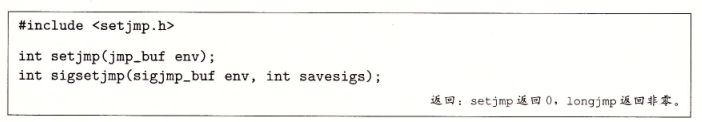 #include <setjmp.h>
int setjmp(jmp_buf env);
int sigsetjmp(sigjmp_buf env, int savesigs);
返回：setjmp 返回 0，longjmp 返回非零。